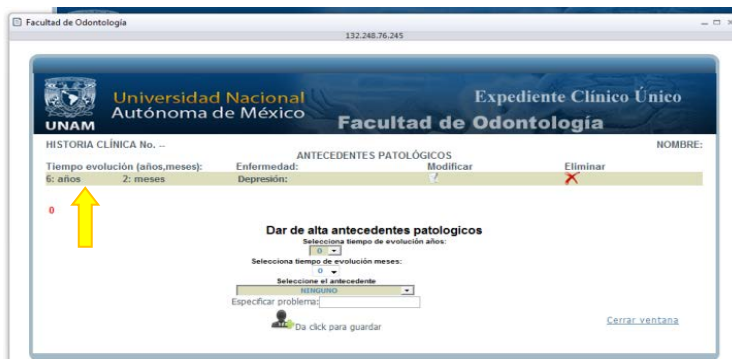 Facultad de Odontología
132.248.76.245
Universidad Nacional
Autónoma de México
UNAM
Expediente Clínico Único
Facultad de Odontología
HISTORIA CLÍNICA No. --
NOMBRE:
ANTECEDENTES PATOLÓGICOS
Tiempo evolución (años,meses): Enfermedad: Modificar Eliminar
6: años 2: meses Depresión:
0
Dar de alta antecedentes patologicos
Selecciona tiempo de evolución años:
0
Selecciona tiempo de evolución meses:
0
Seleccione el antecedente
NINGUNO
Especificar problema:
Da click para guardar
Cerrar ventana